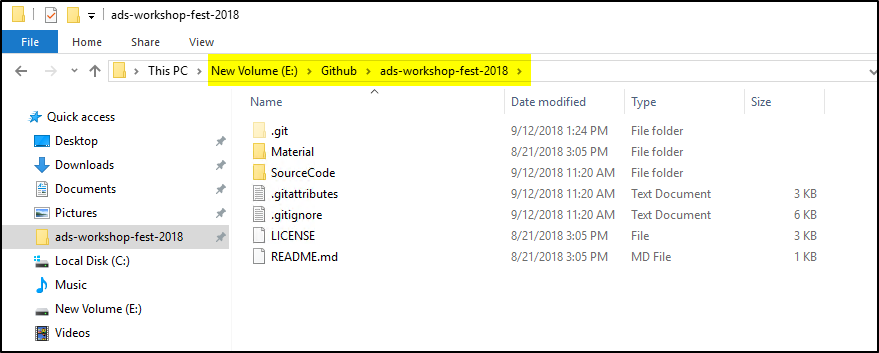 ads-workshop-fest-2018
File Home Share View
This PC New Volume (E:) Github ads-workshop-fest-2018
Name Date modified Type Size
Quick access
Desktop
Downloads
Documents
Pictures
ads-workshop-fest-2018
Local Disk (C:)
Music
New Volume (E:)
Videos
.git 9/12/2018 1:24 PM File folder
Material 8/21/2018 3:05 PM File folder
SourceCode 9/12/2018 11:20 AM File folder
.gitattributes 9/12/2018 11:20 AM Text Document 3 KB
.gitignore 9/12/2018 11:20 AM Text Document 6 KB
LICENSE 8/21/2018 3:05 PM File 3 KB
README.md 8/21/2018 3:05 PM MD File 1 KB